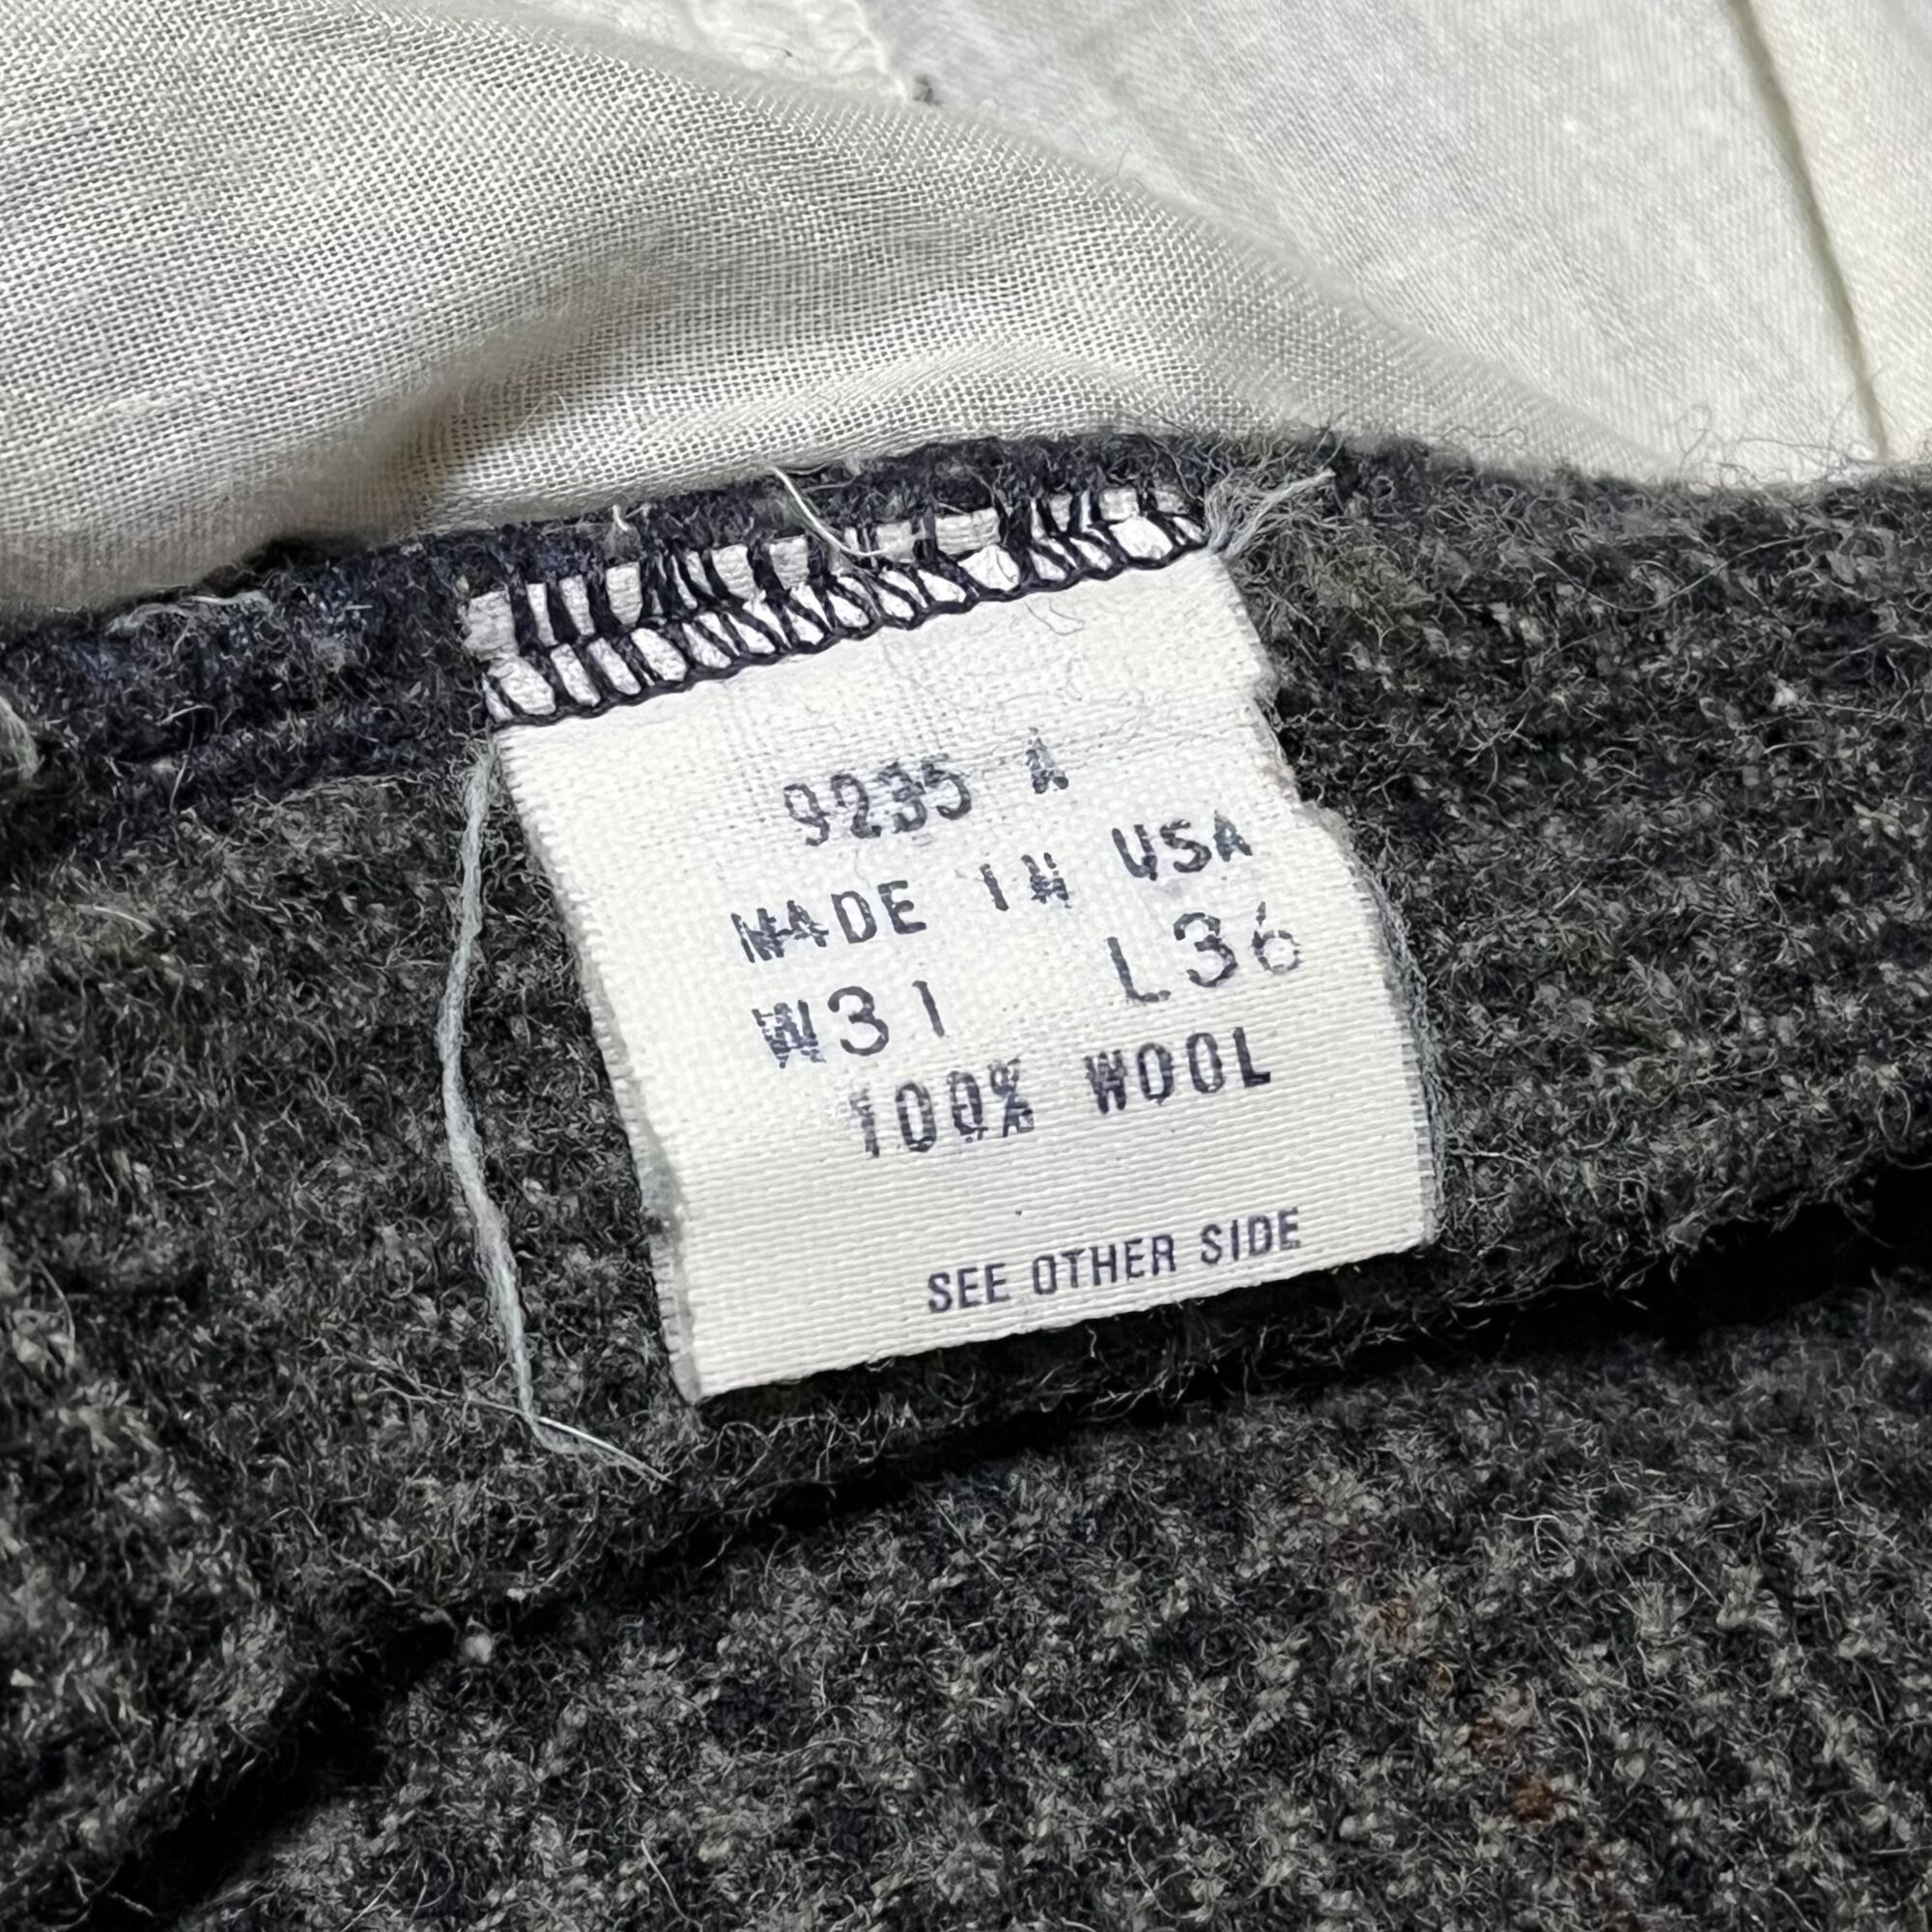 9235 A
MADE IN USA
W31 L36
100% WOOL
SEE OTHER SIDE